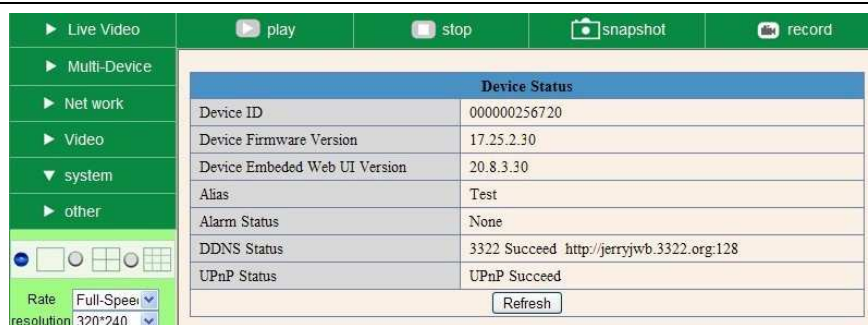 Live Video
Multi-Device
Net work
Video
system
other
Rate Full-Speed
resolution 320*240
play stop snapshot record
Device Status
Device ID 000000256720
Device Firmware Version 17.25.2.30
Device Embeded Web UI Version 20.8.3.30
Alias Test
Alarm Status None
DDNS Status 3322 Succeed http://jerryjwb.3322.org:128
UPnP Status UPnP Succeed
Refresh